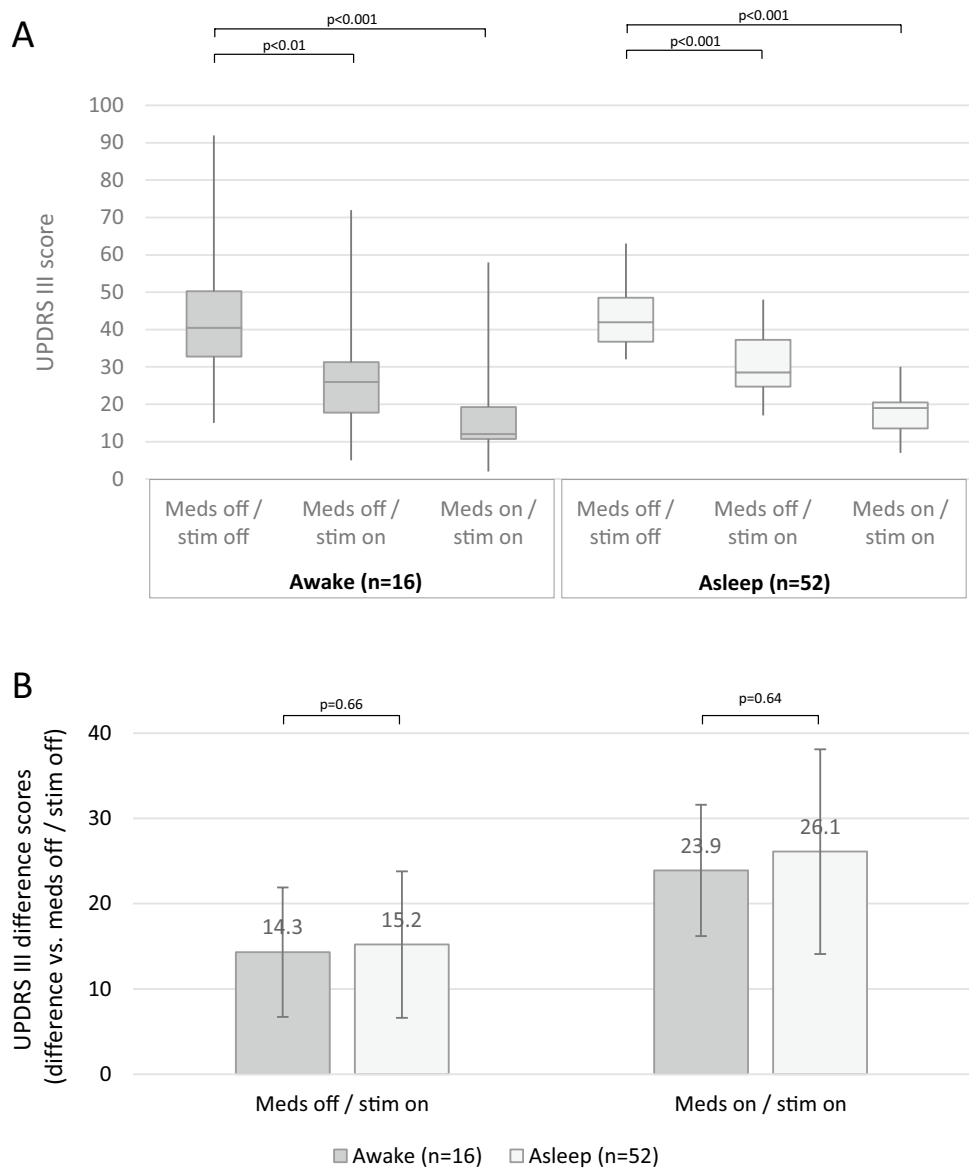 A
p<0.001
p<0.01
p<0.001
p<0.001
UPDRS III score
100
90
80
70
60
50
40
30
20
10
0
Meds off /
stim off
Meds off /
stim on
Meds on /
stim on
Meds off /
stim off
Meds off /
stim on
Meds on /
stim on
Awake (n=16)
Asleep (n=52)
B
p=0.66
p=0.64
UPDRS III difference scores
(difference vs. meds off / stim off)
40
30
20
10
0
14.3
15.2
23.9
26.1
Meds off / stim on
Meds on / stim on
Awake (n=16)
Asleep (n=52)